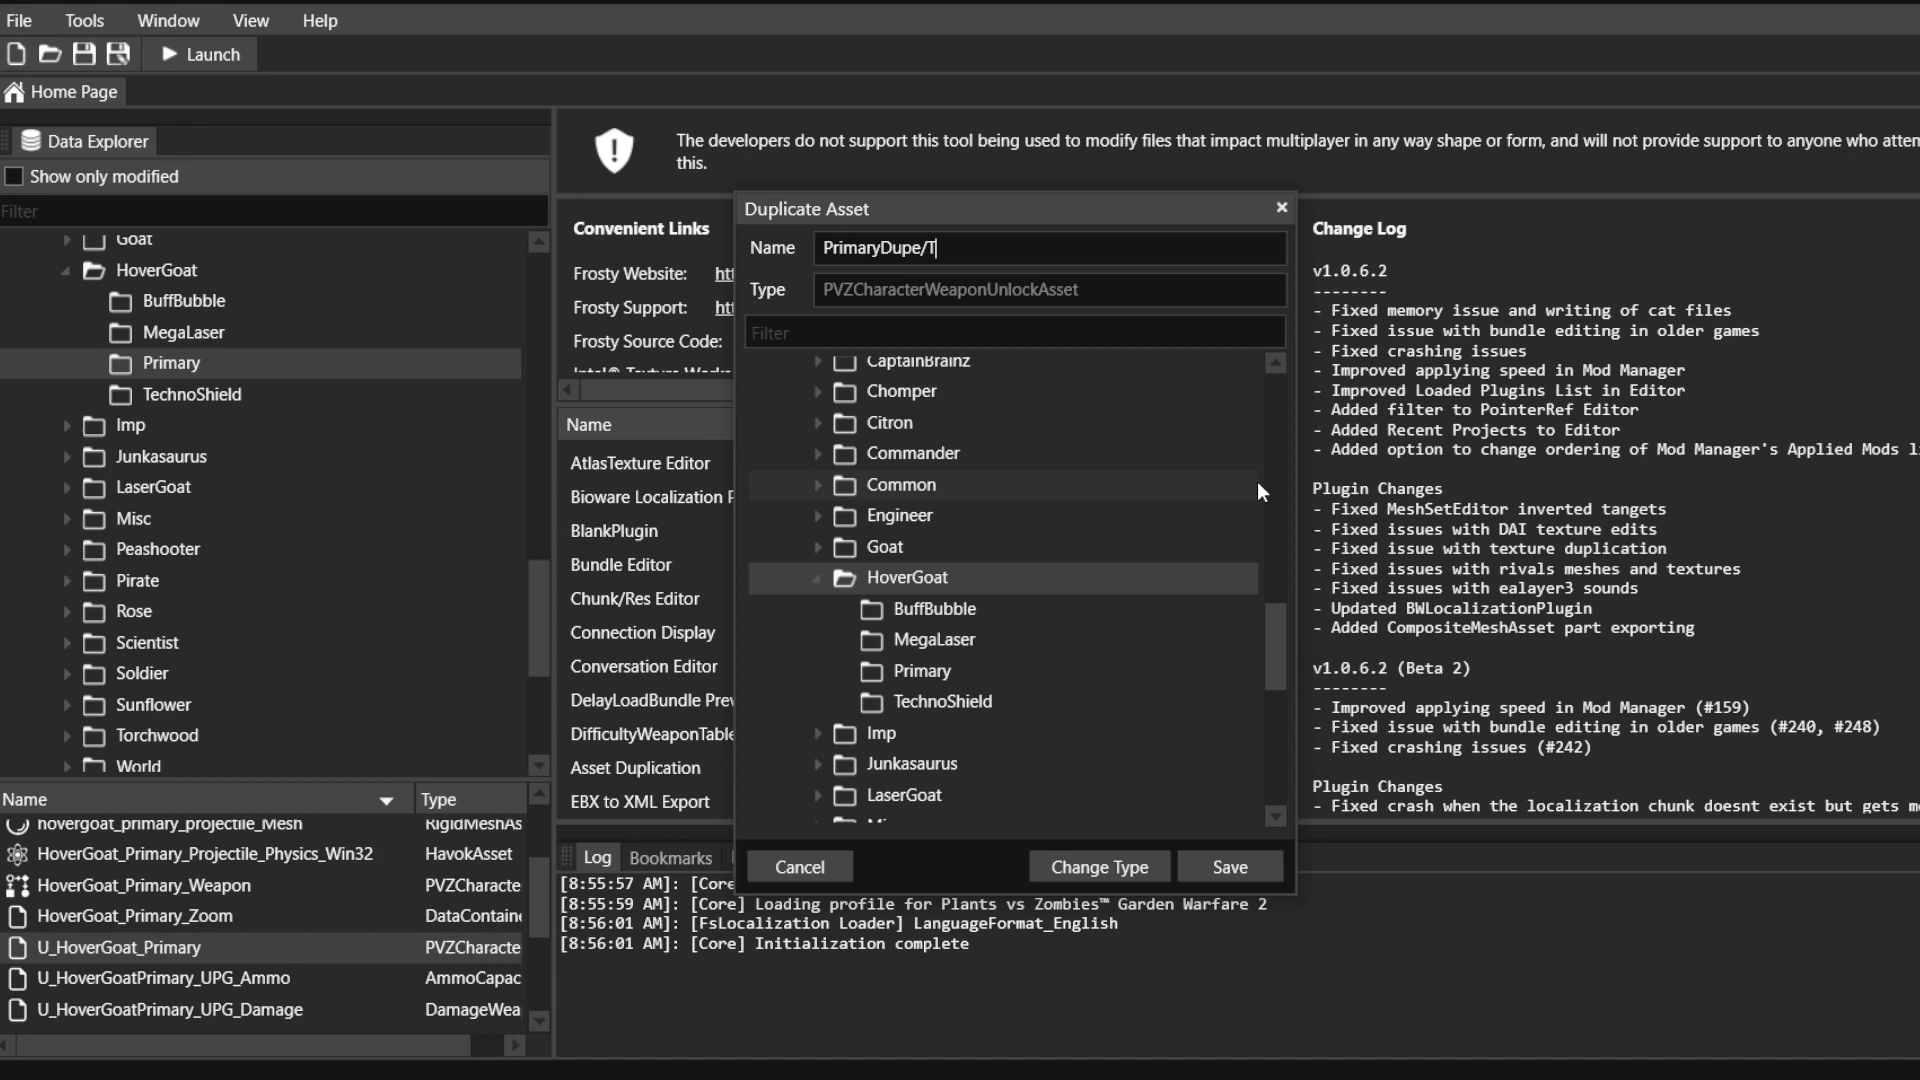 File Tools Window View Help
Launch
Home Page
Data Explorer
Show only modified
Filter
Goat
HoverGoat
BuffBubble
MegaLaser
Primary
TechnoShield
Imp
Junkasaurus
LaserGoat
Misc
Peashooter
Pirate
Rose
Scientist
Soldier
Sunflower
Torchwood
World
Name Type
hovergoat_primary_projectile_Mesh RigidMeshAs
HoverGoat_Primary_Projectile_Physics_Win32 HavokAsset
HoverGoat_Primary_Weapon PVZCharacte
HoverGoat_Primary_Zoom DataContaine
U_HoverGoat_Primary PVZCharacte
U_HoverGoatPrimary_UPG_Ammo AmmoCapac
U_HoverGoatPrimary_UPG_Damage DamageWea
The developers do not support this tool being used to modify files that impact multiplayer in any way shape or form, and will not provide support to anyone who attem
this.
Convenient Links
Frosty Website: htt
Frosty Support: htt
Frosty Source Code:
Name
AtlasTexture Editor
Bioware Localization P
BlankPlugin
Bundle Editor
Chunk/Res Editor
Connection Display
Conversation Editor
DelayLoadBundle Prev
DifficultyWeaponTable
Asset Duplication
EBX to XML Export
Duplicate Asset
Name PrimaryDupe/T
Type PVZCharacterWeaponUnlockAsset
Filter
CaptainBrainz
Chomper
Citron
Commander
Common
Engineer
Goat
HoverGoat
BuffBubble
MegaLaser
Primary
TechnoShield
Imp
Junkasaurus
LaserGoat
Cancel Change Type Save
Change Log
v1.0.6.2
--------
- Fixed memory issue and writing of cat files
- Fixed issue with bundle editing in older games
- Fixed crashing issues
- Improved applying speed in Mod Manager
- Improved Loaded Plugins List in Editor
- Added filter to PointerRef Editor
- Added Recent Projects to Editor
- Added option to change ordering of Mod Manager's Applied Mods l
Plugin Changes
- Fixed MeshSetEditor inverted tangets
- Fixed issues with DAI texture edits
- Fixed issue with texture duplication
- Fixed issues with rivals meshes and textures
- Fixed issues with ealayer3 sounds
- Updated BWLocalizationPlugin
- Added CompositeMeshAsset part exporting
v1.0.6.2 (Beta 2)
--------
- Improved applying speed in Mod Manager (#159)
- Fixed issue with bundle editing in older games (#240, #248)
- Fixed crashing issues (#242)
Plugin Changes
- Fixed crash when the localization chunk doesnt exist but gets m
Log Bookmarks
[8:55:57 AM]: [Core
[8:55:59 AM]: [Core] Loading profile for Plants vs Zombies™ Garden Warfare 2
[8:56:01 AM]: [FsLocalization Loader] LanguageFormat_English
[8:56:01 AM]: [Core] Initialization complete